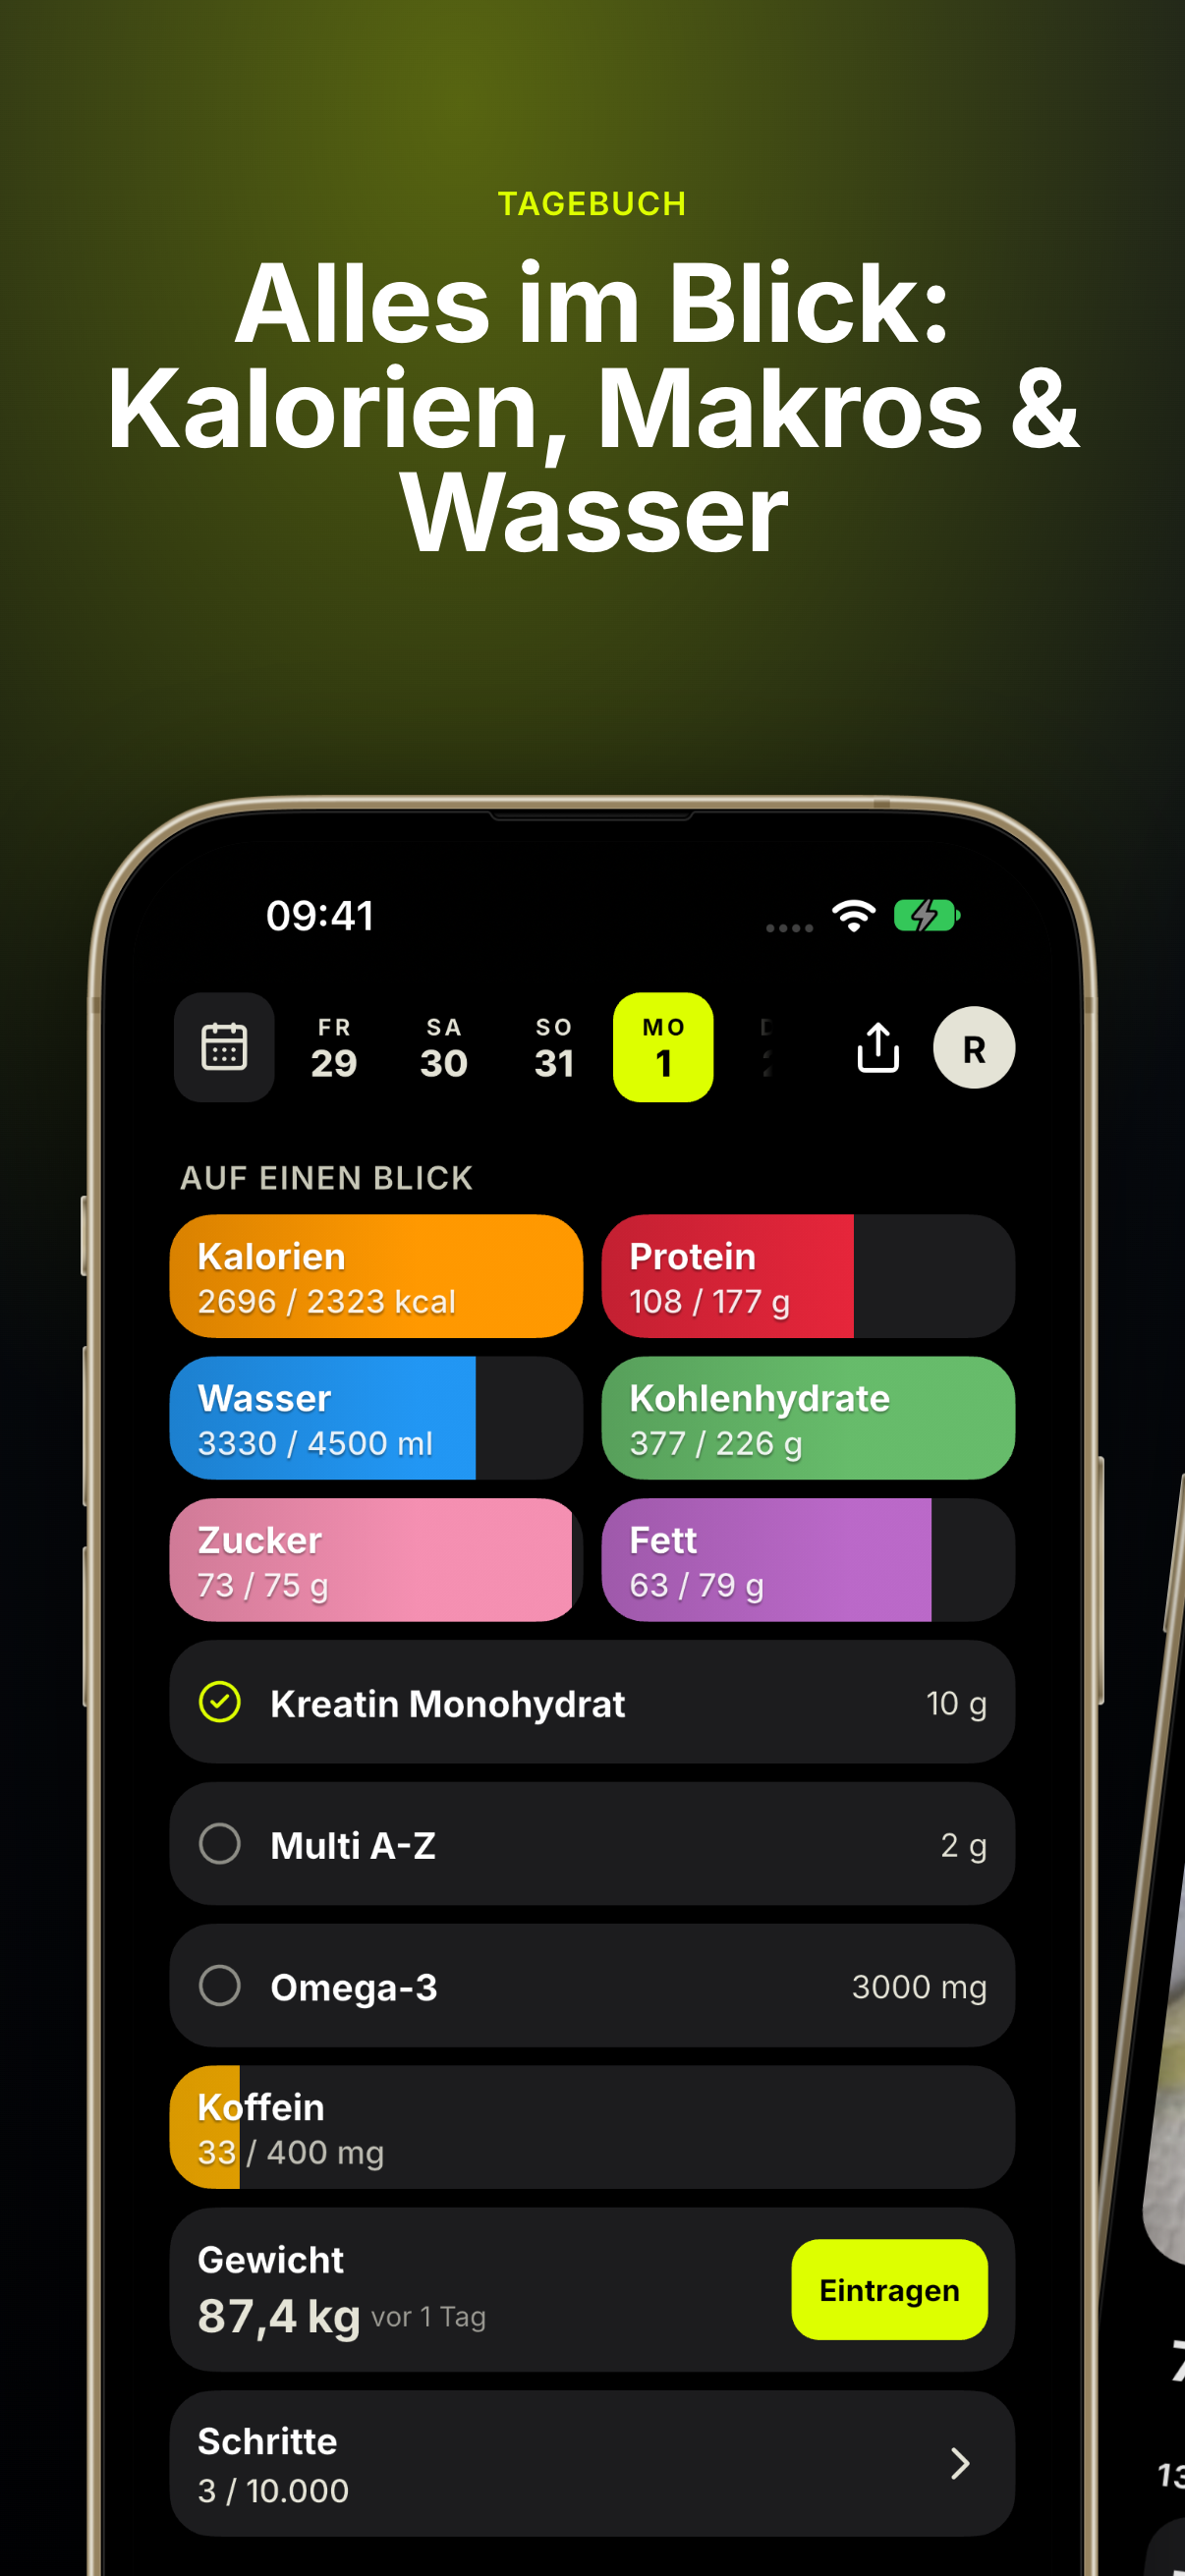 TAGEBUCH
Alles im Blick:
Kalorien, Makros &
Wasser
09:41
FR
29
SA
30
SO
31
MO
1
R
AUF EINEN BLICK
Kalorien
2696 / 2323 kcal
Protein
108 / 177 g
Wasser
3330 / 4500 ml
Kohlenhydrate
377 / 226 g
Zucker
73 / 75 g
Fett
63 / 79 g
Kreatin Monohydrat
10 g
Multi A-Z
2 g
Omega-3
3000 mg
Koffein
33 / 400 mg
Gewicht
87,4 kg vor 1 Tag
Eintragen
Schritte
3 / 10.000